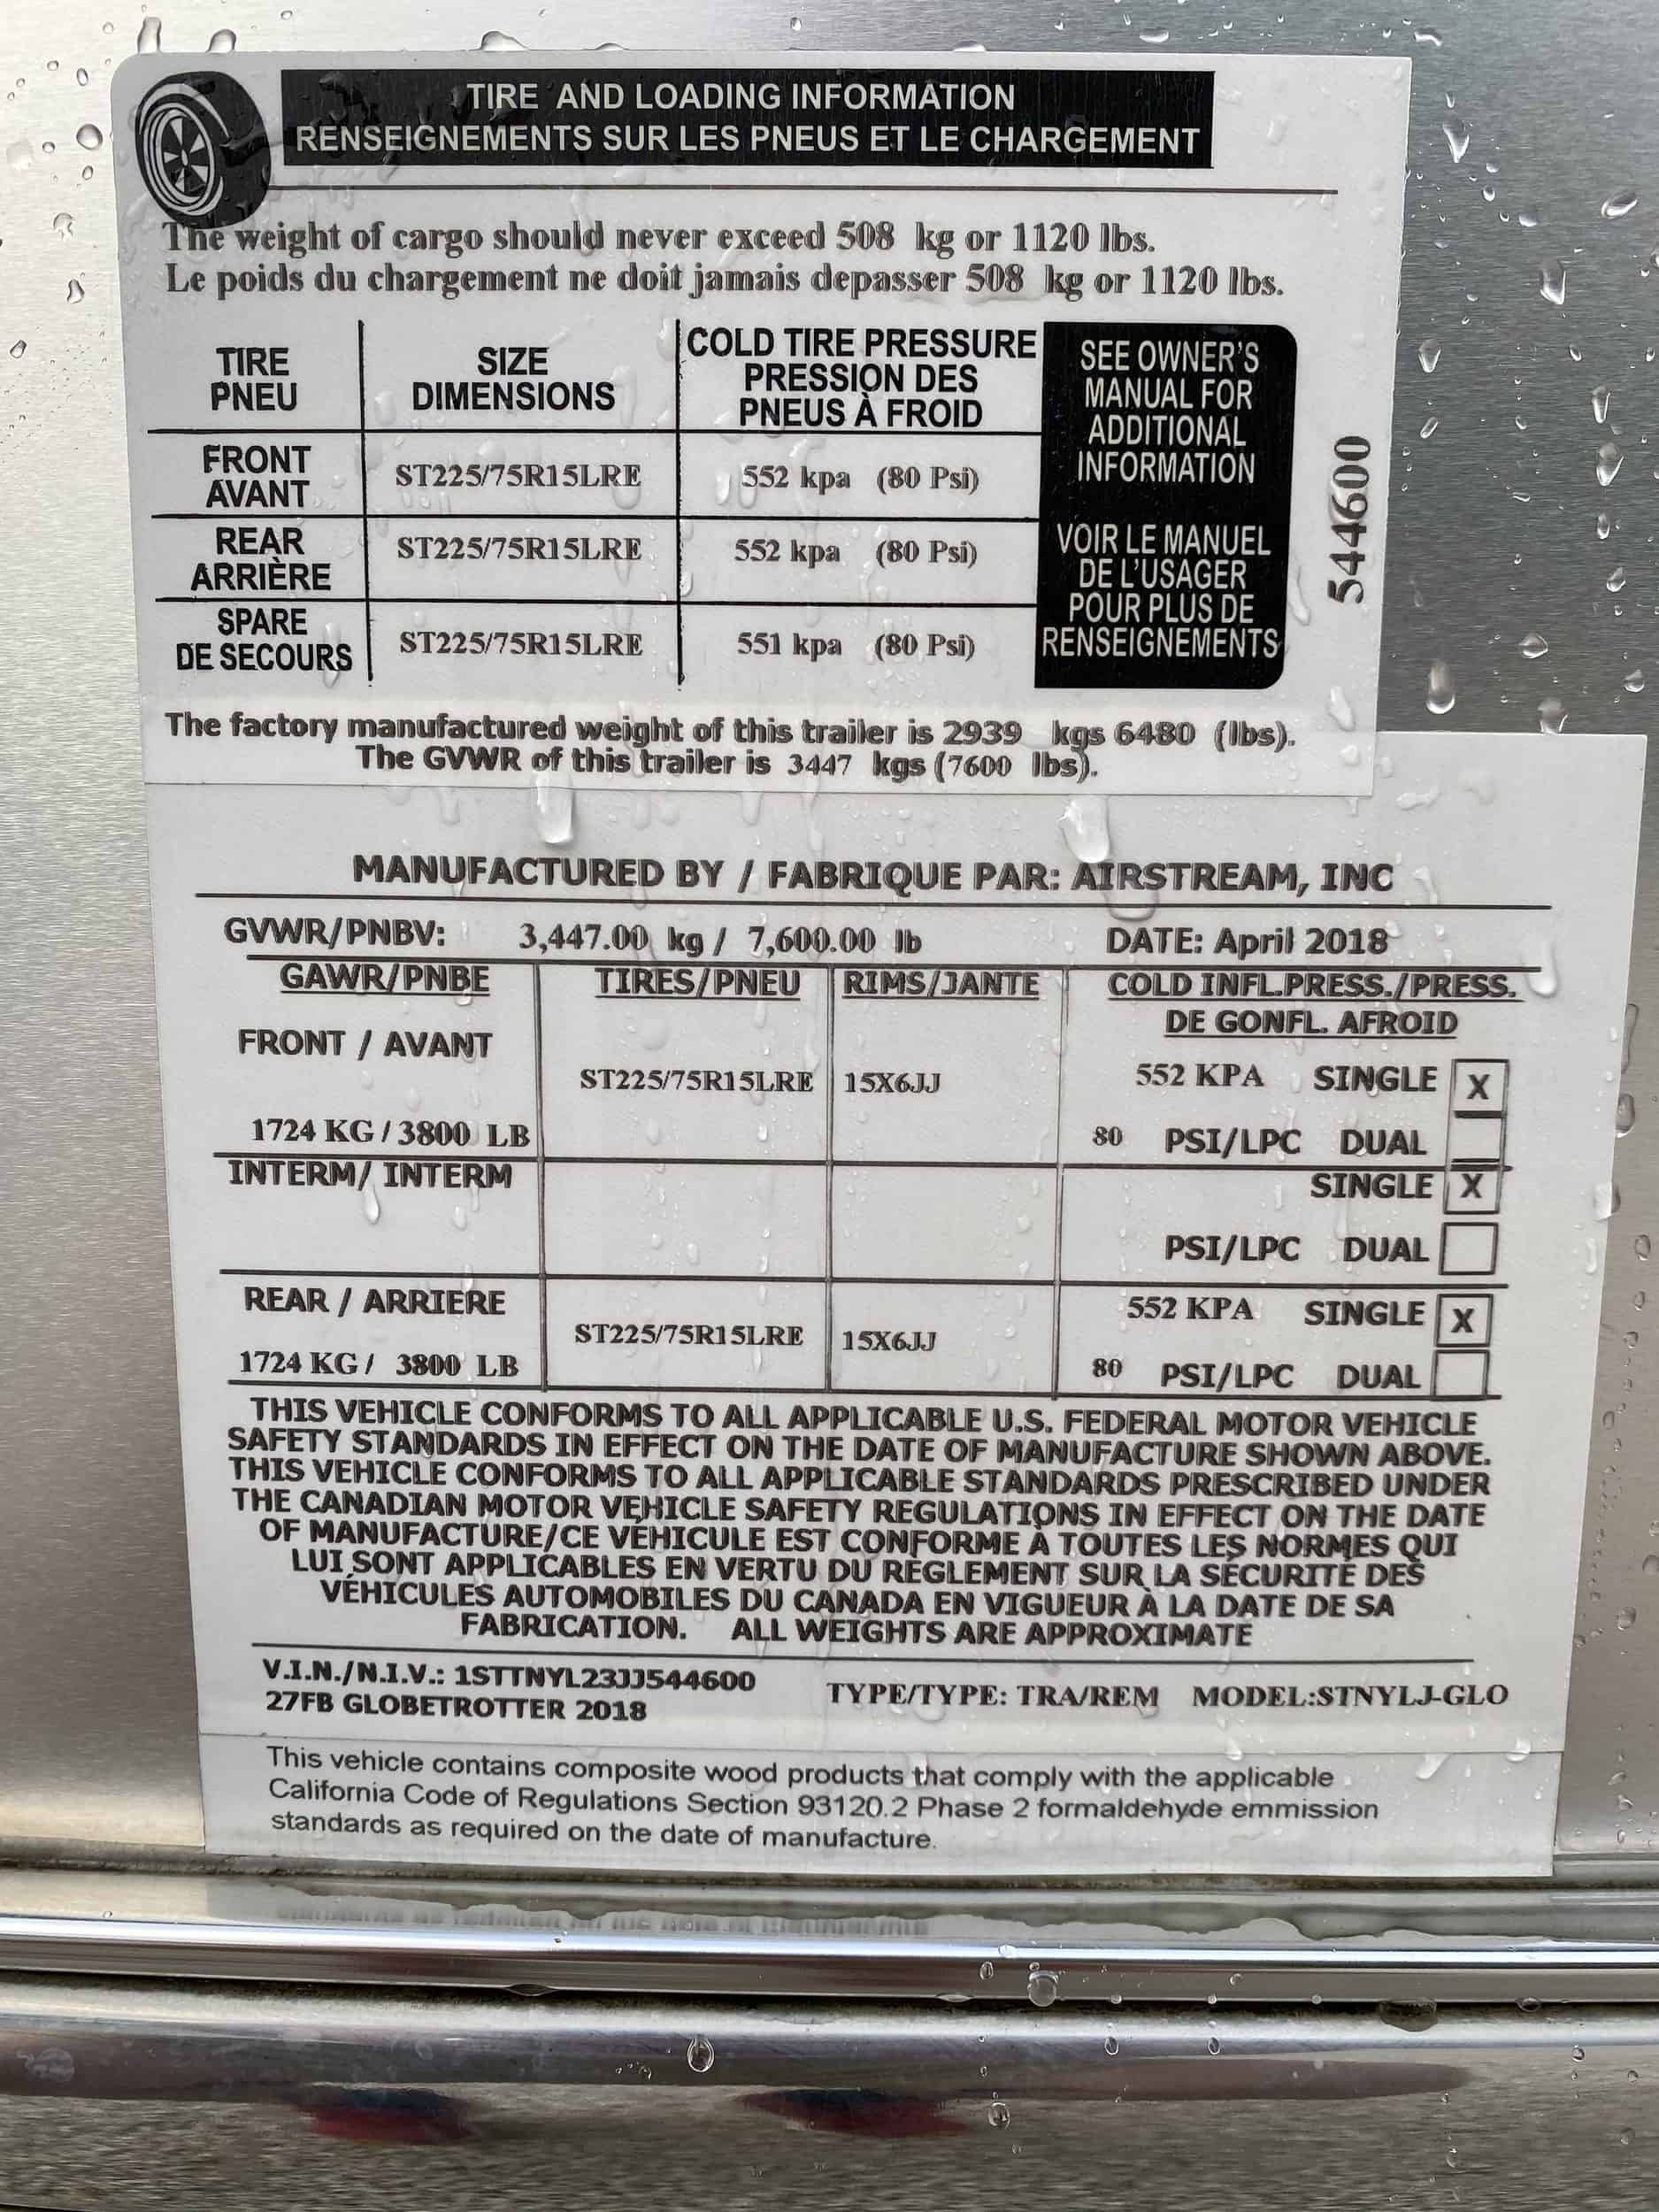 TIRE AND LOADING INFORMATION
RENSEIGNEMENTS SUR LES PNEUS ET LE CHARGEMENT
The weight of cargo should never exceed 508 kg or 1120 lbs.
Le poids du chargement ne doit jamais depasser 508 kg or 1120 lbs.
TIRE
PNEU
SIZE
DIMENSIONS
COLD TIRE PRESSURE
PRESSION DES
PNEUS À FROID
FRONT
AVANT
ST225/75R15LRE
552 kpa (80 Psi)
REAR
ARRIÈRE
ST225/75R15LRE
552 kpa (80 Psi)
SPARE
DE SECOURS
ST225/75R15LRE
551 kpa (80 Psi)
SEE OWNER'S
MANUAL FOR
ADDITIONAL
INFORMATION
VOIR LE MANUEL
DE L'USAGER
POUR PLUS DE
RENSEIGNEMENTS
544600
The factory manufactured weight of this trailer is 2939 kgs 6480 (lbs).
The GVWR of this trailer is 3447 kgs (7600 lbs).
MANUFACTURED BY / FABRIQUE PAR: AIRSTREAM, INC
GVWR/PNBV: 3,447.00 kg / 7,600.00 lb DATE: April 2018
GAWR/PNBE TIRES/PNEU RIMS/JANTE COLD INFL.PRESS./PRESS.
DE GONFL. AFROID
FRONT / AVANT
ST225/75R15LRE 15X6JJ 552 KPA SINGLE X
1724 KG / 3800 LB 80 PSI/LPC DUAL
INTERM/ INTERM SINGLE X
PSI/LPC DUAL
REAR / ARRIERE 552 KPA SINGLE X
ST225/75R15LRE 15X6JJ
1724 KG / 3800 LB 80 PSI/LPC DUAL
THIS VEHICLE CONFORMS TO ALL APPLICABLE U.S. FEDERAL MOTOR VEHICLE
SAFETY STANDARDS IN EFFECT ON THE DATE OF MANUFACTURE SHOWN ABOVE.
THIS VEHICLE CONFORMS TO ALL APPLICABLE STANDARDS PRESCRIBED UNDER
THE CANADIAN MOTOR VEHICLE SAFETY REGULATIONS IN EFFECT ON THE DATE
OF MANUFACTURE/CE VÉHICULE EST CONFORME À TOUTES LES NORMES QUI
LUI SONT APPLICABLES EN VERTU DU RÈGLEMENT SUR LA SÉCURITÉ DES
VÉHICULES AUTOMOBILES DU CANADA EN VIGUEUR À LA DATE DE SA
FABRICATION. ALL WEIGHTS ARE APPROXIMATE
V.I.N./N.I.V.: 1STTNYL23JJ544600
27FB GLOBETROTTER 2018
TYPE/TYPE: TRA/REM MODEL:STNYLJ-GLO
This vehicle contains composite wood products that comply with the applicable
California Code of Regulations Section 93120.2 Phase 2 formaldehyde emmission
standards as required on the date of manufacture.